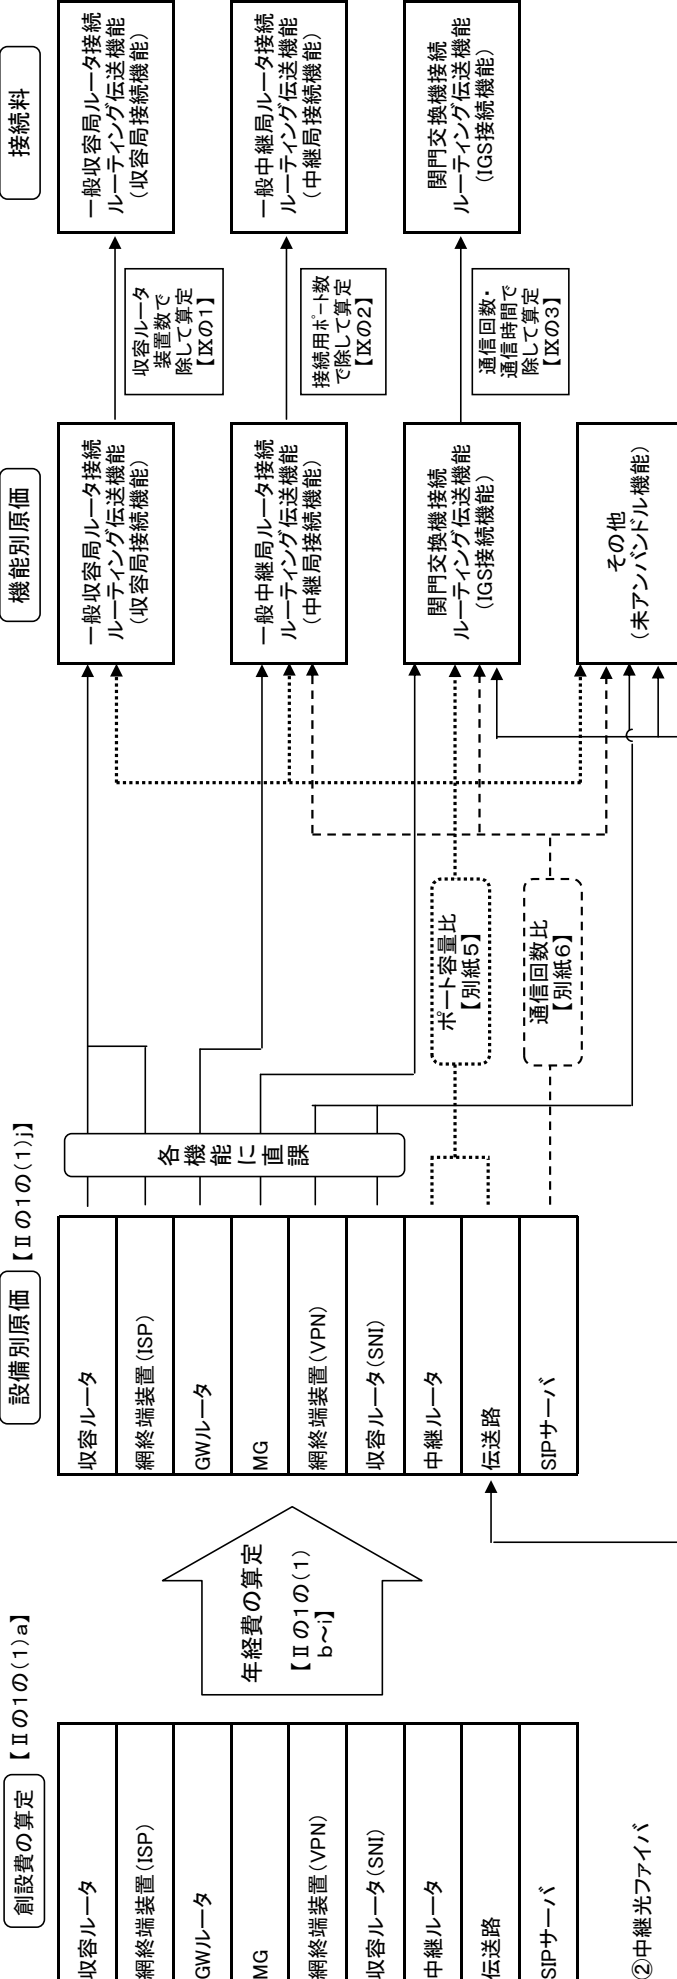 創設費の算定
【Ⅱの1の(1)a】
収容ルータ
網終端装置(ISP)
GWルータ
MG
網終端装置(VPN)
収容ルータ(SNI)
中継ルータ
伝送路
SIPサーバ
②中継光ファイバ
年経費の算定
【Ⅱの1の(1)
b～i】
設備別原価
【Ⅱの1の(1)j】
収容ルータ
網終端装置(ISP)
GWルータ
MG
網終端装置(VPN)
収容ルータ(SNI)
中継ルータ
伝送路
SIPサーバ
各機能に直課
ポート容量比
【別紙5】
通信回数比
【別紙6】
機能別原価
一般収容局ルータ接続
ルーティング伝送機能
(収容局接続機能)
一般中継局ルータ接続
ルーティング伝送機能
(中継局接続機能)
関門交換機接続
ルーティング伝送機能
(IGS接続機能)
その他
(未アンバンドル機能)
収容ルータ
装置数で
除して算定
【Ⅸの1】
接続用ポート数
で除して算定
【Ⅸの2】
通信回数・
通信時間で
除して算定
【Ⅸの3】
接続料
一般収容局ルータ接続
ルーティング伝送機能
(収容局接続機能)
一般中継局ルータ接続
ルーティング伝送機能
(中継局接続機能)
関門交換機接続
ルーティング伝送機能
(IGS接続機能)